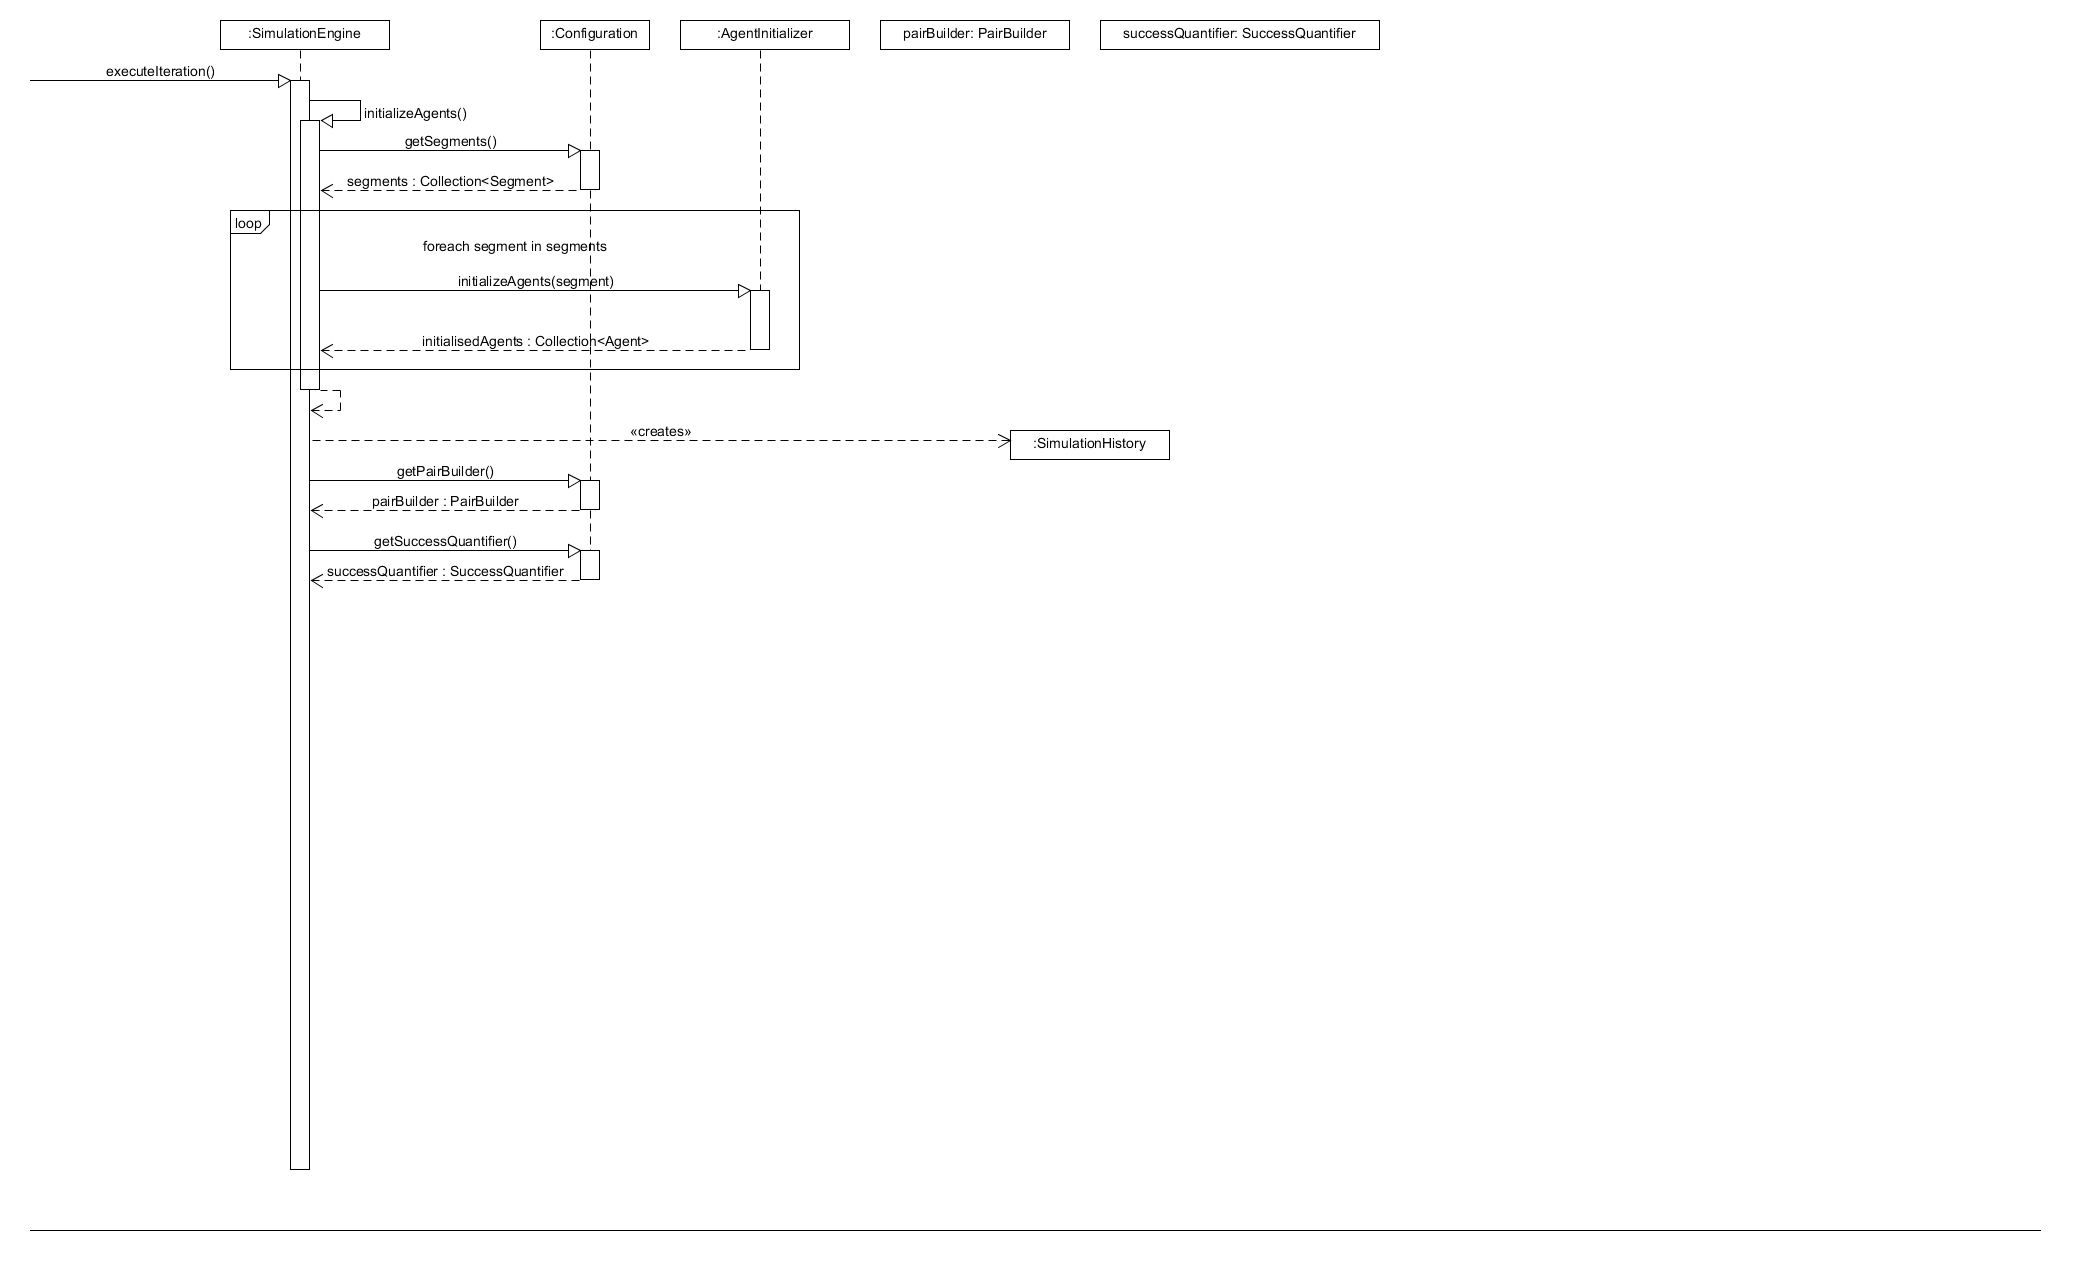 :SimulationEngine
:Configuration
:AgentInitializer
pairBuilder: PairBuilder
successQuantifier: SuccessQuantifier
executeIteration()
initializeAgents()
getSegments()
segments : Collection<Segment>
loop
foreach segment in segments
initializeAgents(segment)
initialisedAgents : Collection<Agent>
«creates»
:SimulationHistory
getPairBuilder()
pairBuilder : PairBuilder
getSuccessQuantifier()
successQuantifier : SuccessQuantifier